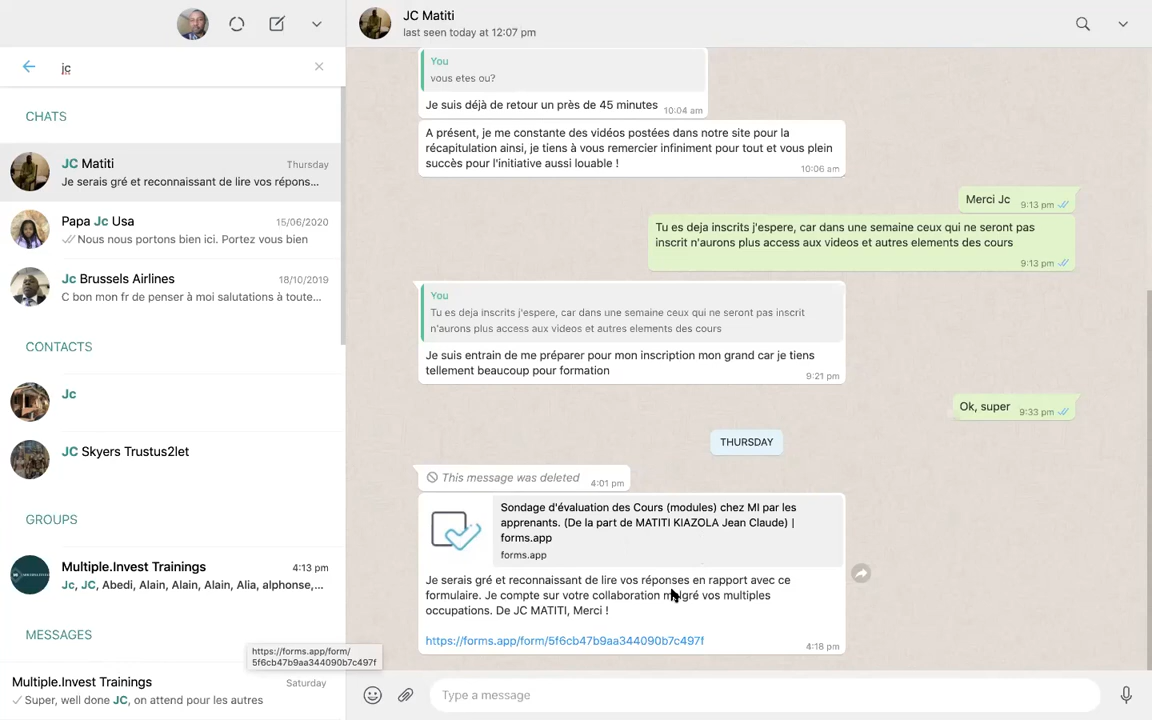 jc
CHATS
JC Matiti
Thursday
Je serais gré et reconnaissant de lire vos répons...
Papa Jc Usa
15/06/2020
Nous nous portons bien ici. Portez vous bien
Jc Brussels Airlines
18/10/2019
C bon mon fr de penser à moi salutations à toute...
CONTACTS
Jc
JC Skyers Trustus2let
GROUPS
Multiple.Invest Trainings
4:13 pm
Jc, JC, Abedi, Alain, Alain, Alain, Alia, alphonse,...
MESSAGES
https://forms.app/form/
5f6cb47b9aa344090b7c497f
Multiple.Invest Trainings
Saturday
Super, well done JC, on attend pour les autres
JC Matiti
last seen today at 12:07 pm
You
vous etes ou?
Je suis déjà de retour un près de 45 minutes
10:04 am
A présent, je me constante des vidéos postées dans notre site pour la
récapitulation ainsi, je tiens à vous remercier infiniment pour tout et vous plein
succès pour l'initiative aussi louable !
10:06 am
Merci Jc
9:13 pm
Tu es deja inscrits j'espere, car dans une semaine ceux qui ne seront pas
inscrit n'aurons plus access aux videos et autres elements des cours
9:13 pm
You
Tu es deja inscrits j'espere, car dans une semaine ceux qui ne seront pas inscrit
n'aurons plus access aux videos et autres elements des cours
Je suis entrain de me préparer pour mon inscription mon grand car je tiens
tellement beaucoup pour formation
9:21 pm
Ok, super
9:33 pm
THURSDAY
This message was deleted
4:01 pm
Sondage d'évaluation des Cours (modules) chez MI par les
apprenants. (De la part de MATITI KIAZOLA Jean Claude) |
forms.app
forms.app
Je serais gré et reconnaissant de lire vos réponses en rapport avec ce
formulaire. Je compte sur votre collaboration malgré vos multiples
occupations. De JC MATITI, Merci !
https://forms.app/form/5f6cb47b9aa344090b7c497f
4:18 pm
Type a message